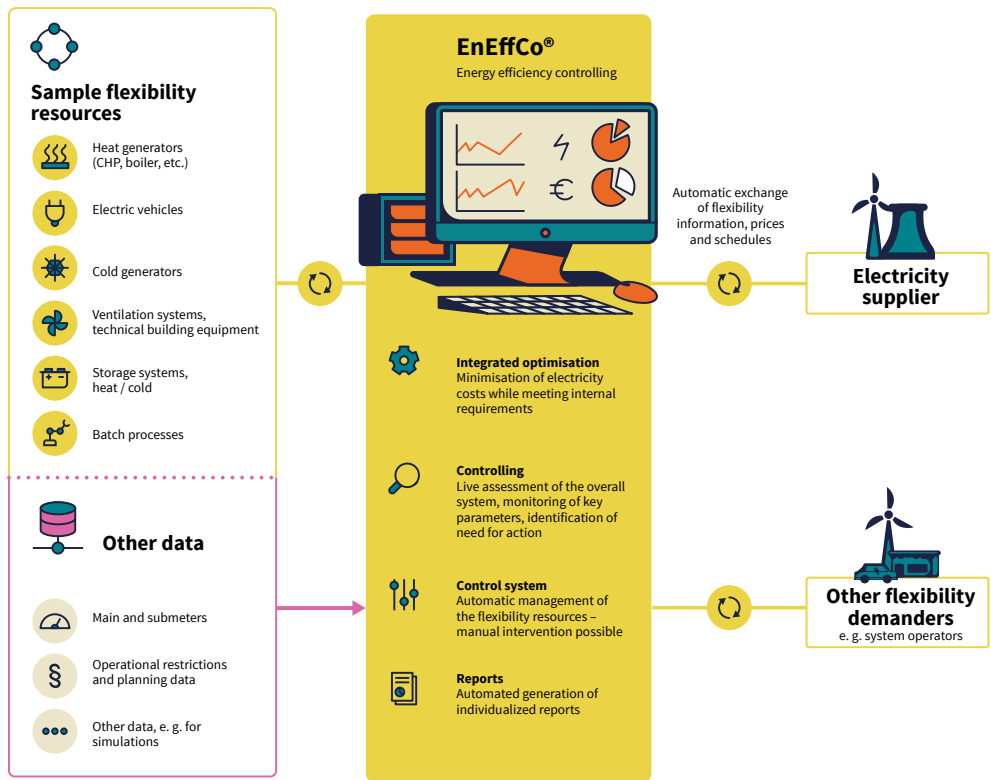 Sample flexibility
resources
Heat generators
(CHP, boiler, etc.)
Electric vehicles
Cold generators
Ventilation systems,
technical building equipment
Storage systems,
heat / cold
Batch processes
Other data
Main and submeters
§
Operational restrictions
and planning data
Other data, e. g. for
simulations
EnEffCo®
Energy efficiency controlling
€
Integrated optimisation
Minimisation of electricity
costs while meeting internal
requirements
Controlling
Live assessment of the overall
system, monitoring of key
parameters, identification of
need for action
Control system
Automatic management of
the flexibility resources –
manual intervention possible
Reports
Automated generation of
individualized reports
Automatic exchange
of flexibility
information, prices
and schedules
Electricity
supplier
Other flexibility
demanders
e. g. system operators